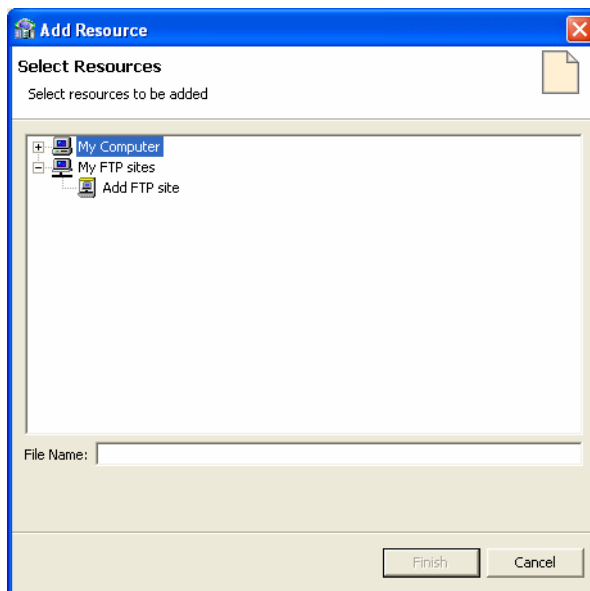 Add Resource
Select Resources
Select resources to be added
My Computer
My FTP sites
Add FTP site
File Name:
Finish
Cancel